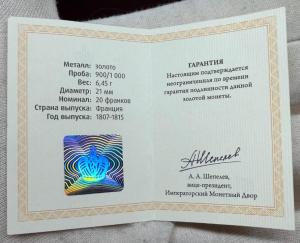 Металл: золото
Проба: 900/1 000
Вес: 6,45 г
Диаметр: 21 мм
Номинал: 20 франков
Страна выпуска: Франция
Год выпуска: 1807-1815
ГАРАНТИЯ
Настоящим подтверждается
неограниченная по времени
гарантия подлинности данной
золотой монеты.
АШепелев
А. А. Шепелев,
вице-президент,
Императорский Монетный Двор